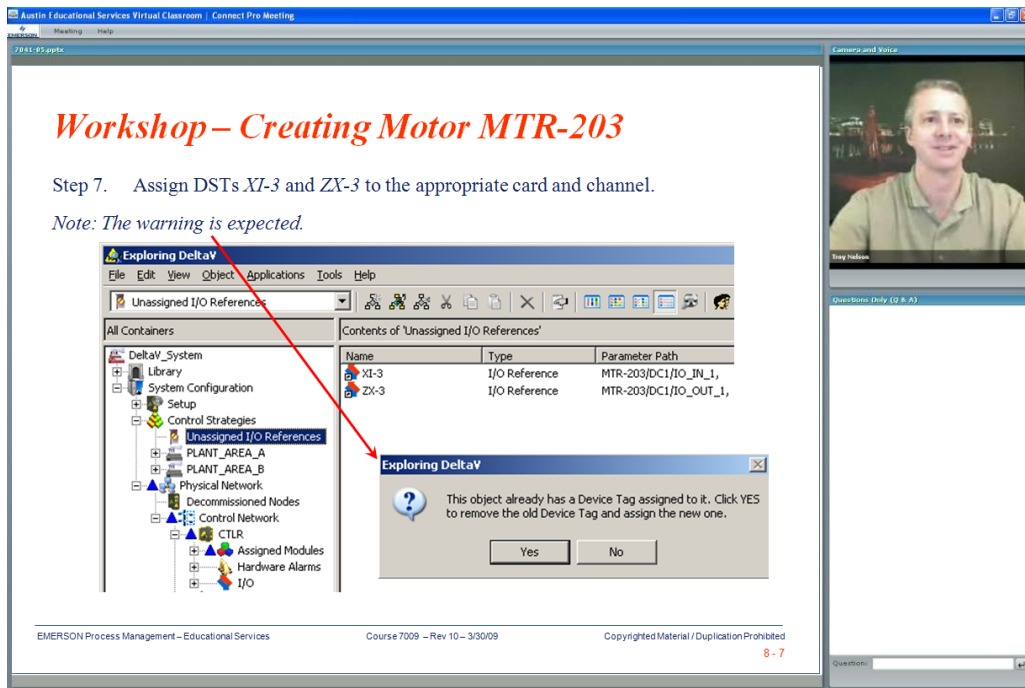 Austin Educational Services Virtual Classroom | Connect Pro Meeting
EMERSON Meeting Help
7041-05.pptx
Workshop – Creating Motor MTR-203
Step 7. Assign DSTs XI-3 and ZX-3 to the appropriate card and channel.
Note: The warning is expected.
Exploring DeltaV
File Edit View Object Applications Tools Help
Unassigned I/O References
All Containers
DeltaV_System
Library
System Configuration
Setup
Control Strategies
Unassigned I/O References
PLANT_AREA_A
PLANT_AREA_B
Physical Network
Decommissioned Nodes
Control Network
CTLR
Assigned Modules
Hardware Alarms
I/O
Contents of 'Unassigned I/O References'
Name Type Parameter Path
XI-3 I/O Reference MTR-203/DC1/IO_IN_1,
ZX-3 I/O Reference MTR-203/DC1/IO_OUT_1,
Exploring DeltaV
This object already has a Device Tag assigned to it. Click YES
to remove the old Device Tag and assign the new one.
Yes No
EMERSON Process Management – Educational Services Course 7009 – Rev 10 – 3/30/09 Copyrighted Material / Duplication Prohibited
8 - 7
Camera and Voice
Troy Nelson
Questions Only (Q & A)
Question: